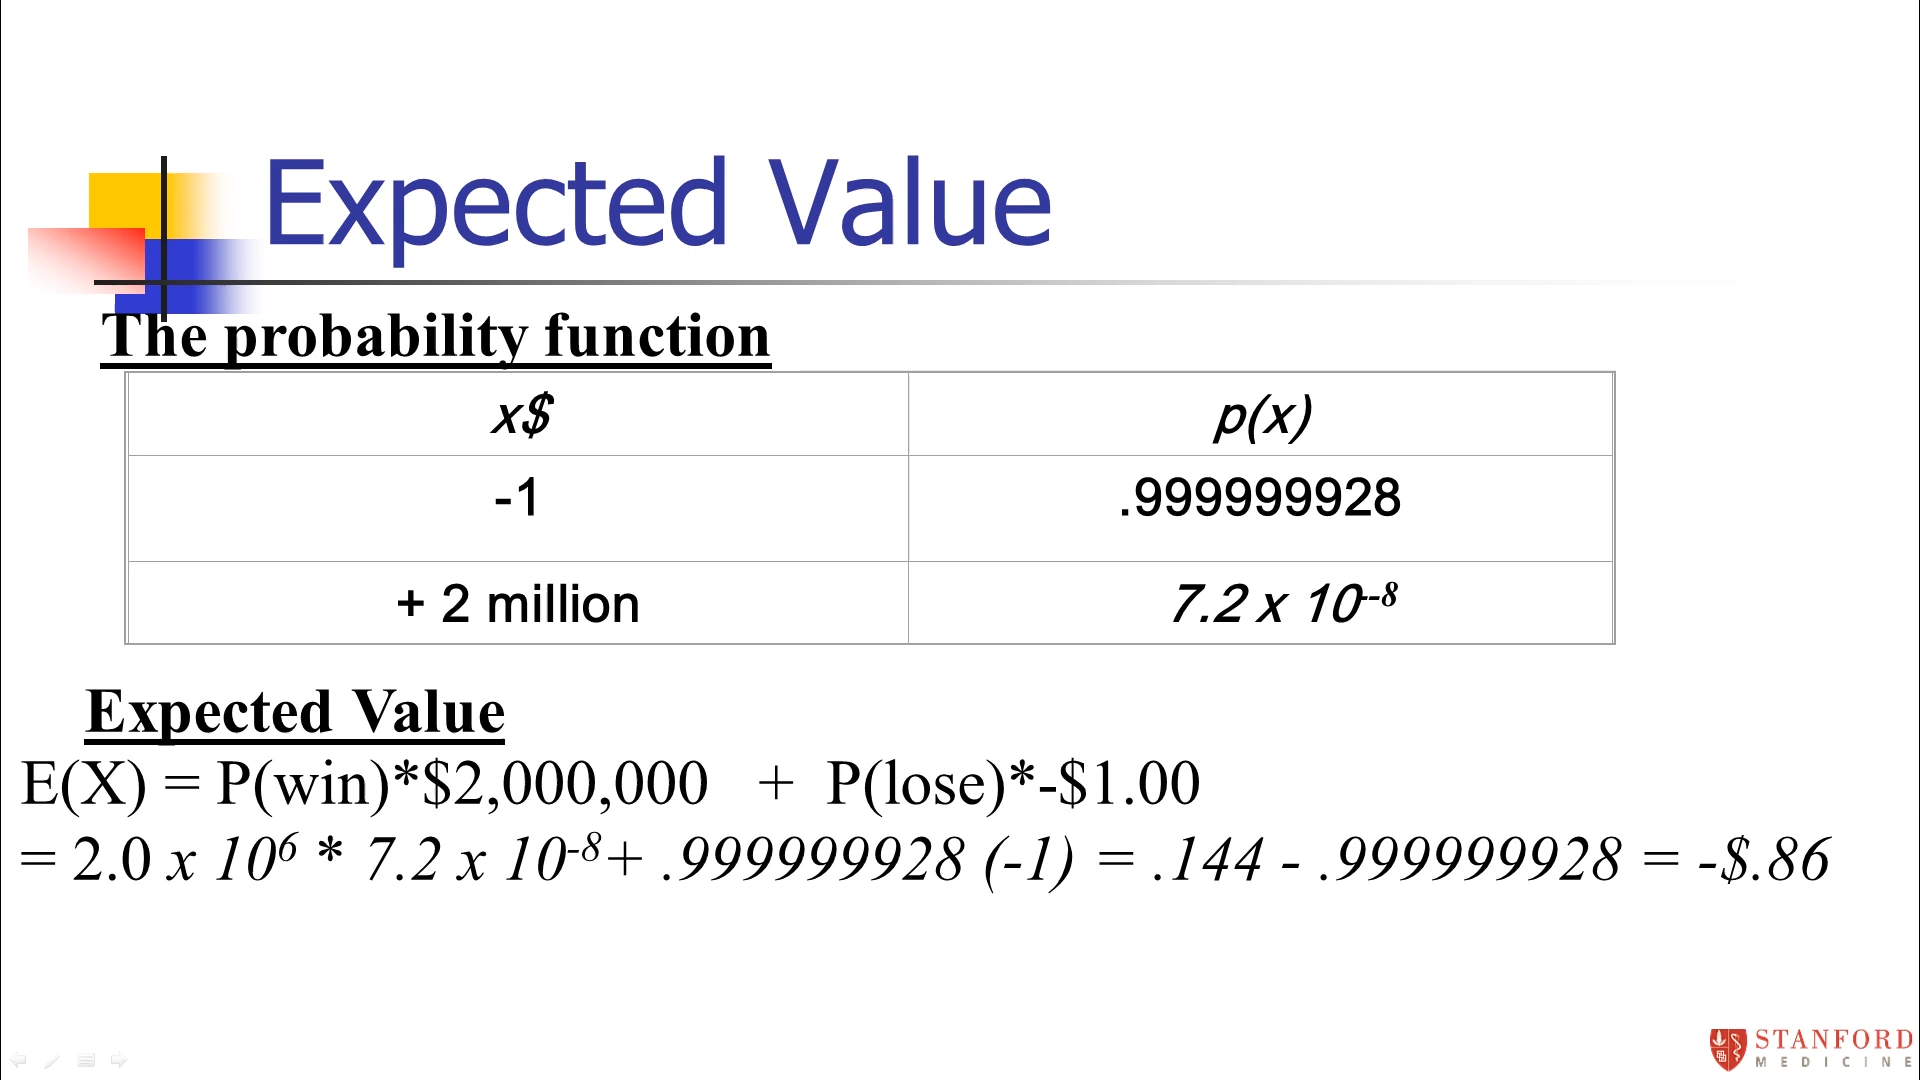 Expected Value
The probability function
x$ p(x)
-1 .999999928
+ 2 million 7.2 x 10--8
Expected Value
E(X) = P(win)*$2,000,000 + P(lose)*-$1.00
= 2.0 x 10⁶ * 7.2 x 10⁻⁸+ .999999928 (-1) = .144 - .999999928 = -$.86
STANFORD
MEDICINE